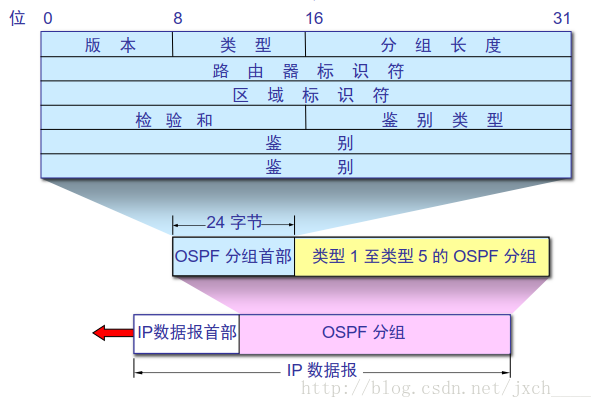 位 0 8 16 31
版 本 类 型 分 组 长 度
路 由 器 标 识 符
区 域 标 识 符
检 验 和 鉴 别 类 型
鉴 别
鉴 别
24 字节
OSPF 分组首部 类型 1 至类型 5 的 OSPF 分组
IP数据报首部 OSPF 分组
IP 数据报
http://blog.csdn.net/jxch____